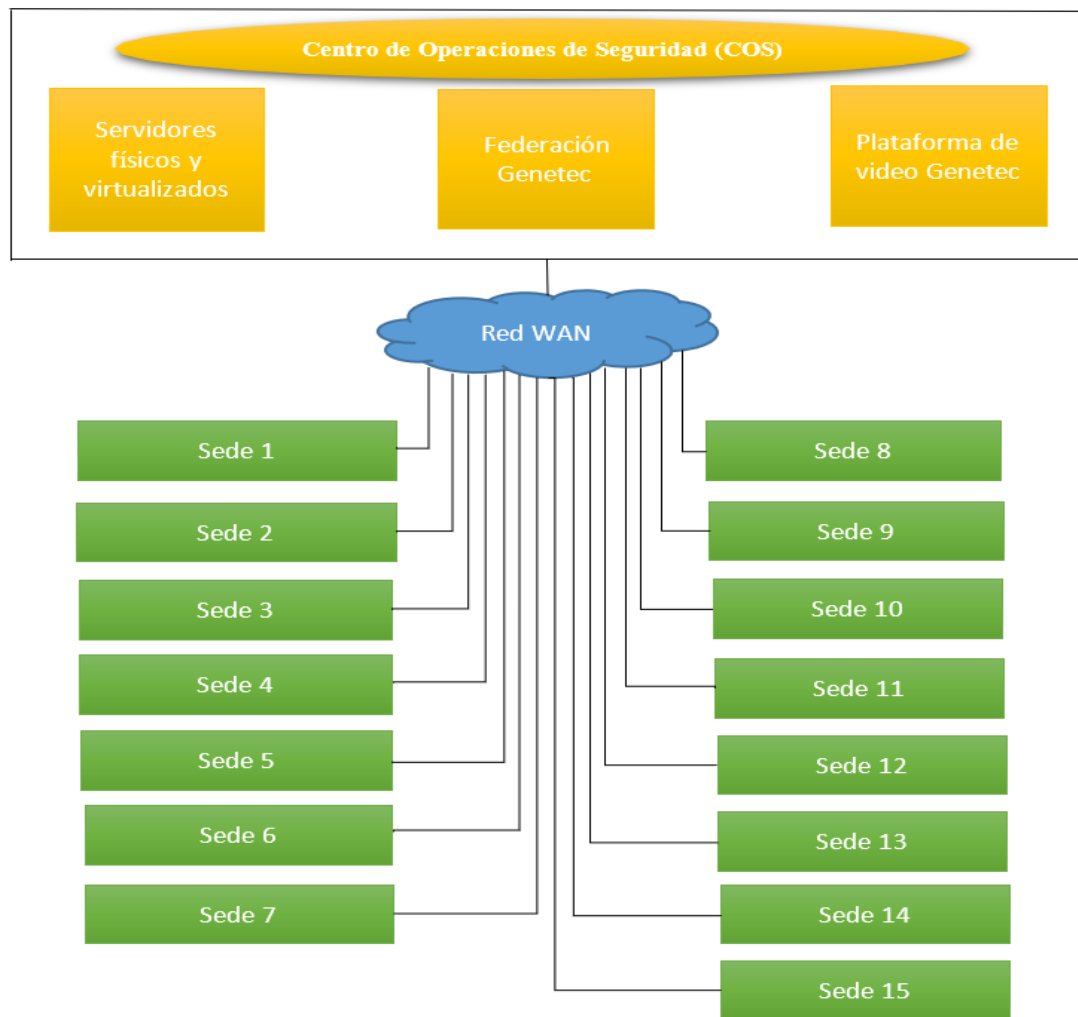 Centro de Operaciones de Seguridad (COS)
Servidores
físicos y
virtualizados
Federación
Genetec
Plataforma de
video Genetec
Red WAN
Sede 1
Sede 2
Sede 3
Sede 4
Sede 5
Sede 6
Sede 7
Sede 8
Sede 9
Sede 10
Sede 11
Sede 12
Sede 13
Sede 14
Sede 15